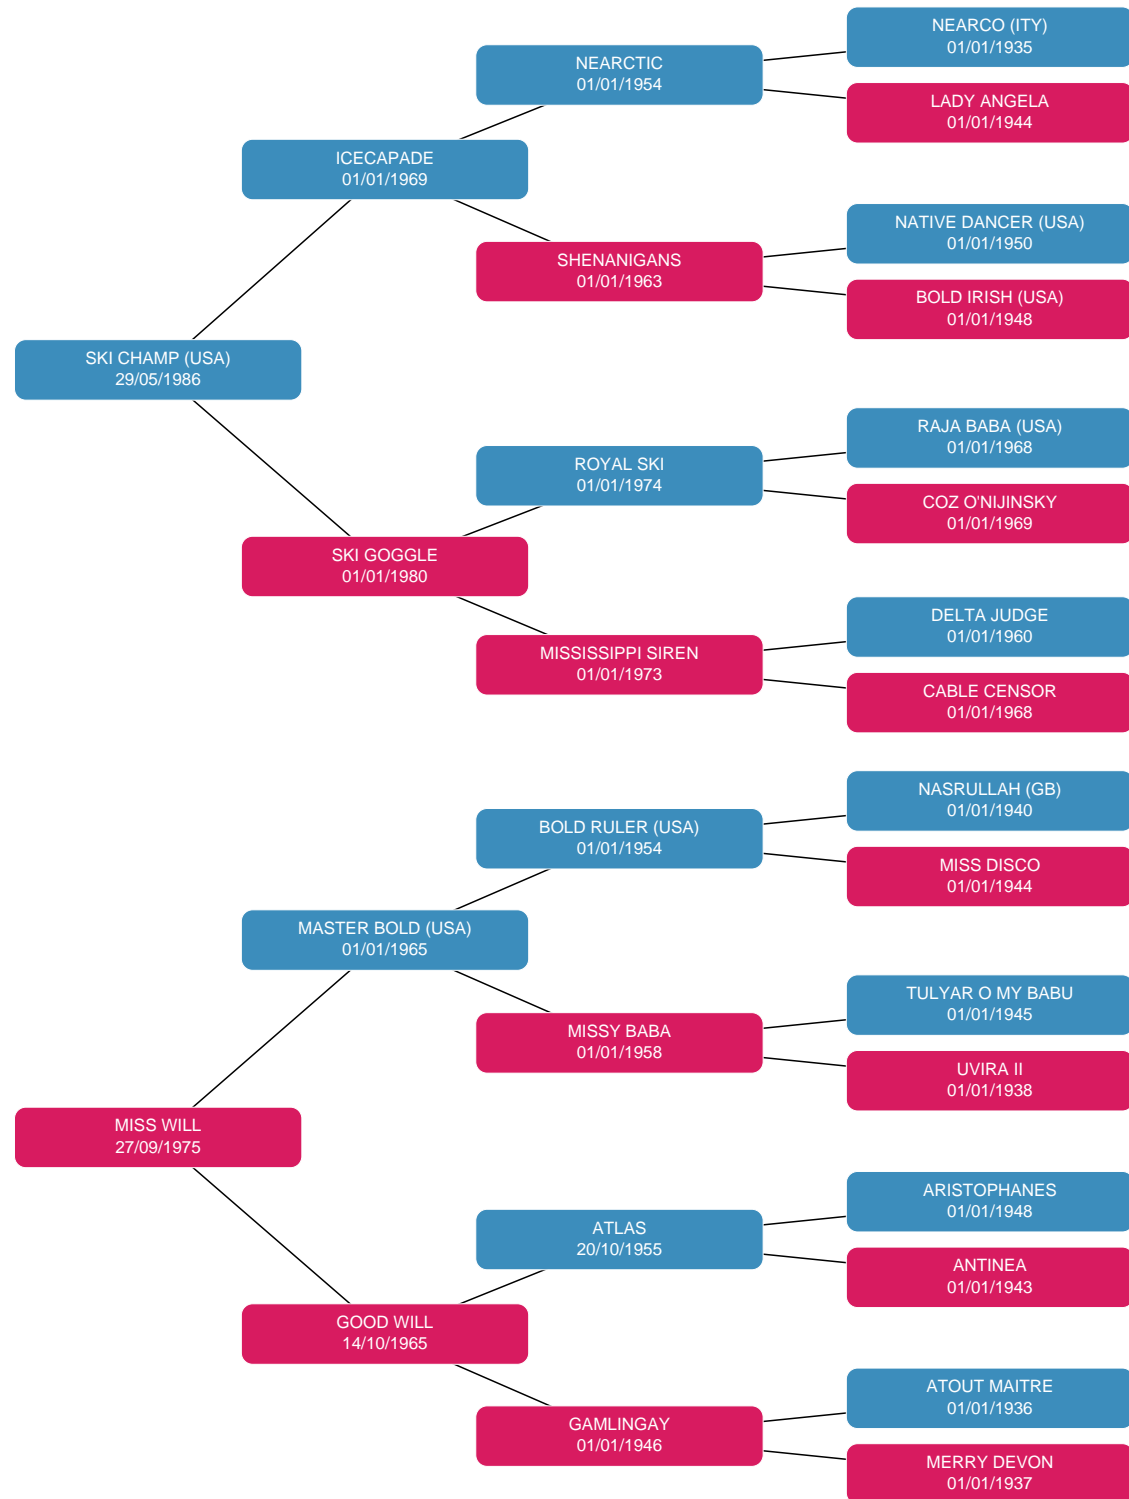 NEARCO (ITY)
01/01/1935
NEARCTIC
01/01/1954
LADY ANGELA
01/01/1944
ICECAPADE
01/01/1969
NATIVE DANCER (USA)
01/01/1950
SHENANIGANS
01/01/1963
BOLD IRISH (USA)
01/01/1948
SKI CHAMP (USA)
29/05/1986
RAJA BABA (USA)
01/01/1968
ROYAL SKI
01/01/1974
COZ O'NIJINSKY
01/01/1969
SKI GOGGLE
01/01/1980
DELTA JUDGE
01/01/1960
MISSISSIPPI SIREN
01/01/1973
CABLE CENSOR
01/01/1968
NASRULLAH (GB)
01/01/1940
BOLD RULER (USA)
01/01/1954
MISS DISCO
01/01/1944
MASTER BOLD (USA)
01/01/1965
TULYAR O MY BABU
01/01/1945
MISSY BABA
01/01/1958
UVIRA II
01/01/1938
MISS WILL
27/09/1975
ARISTOPHANES
01/01/1948
ATLAS
20/10/1955
ANTINEA
01/01/1943
GOOD WILL
14/10/1965
ATOUT MAITRE
01/01/1936
GAMLINGAY
01/01/1946
MERRY DEVON
01/01/1937